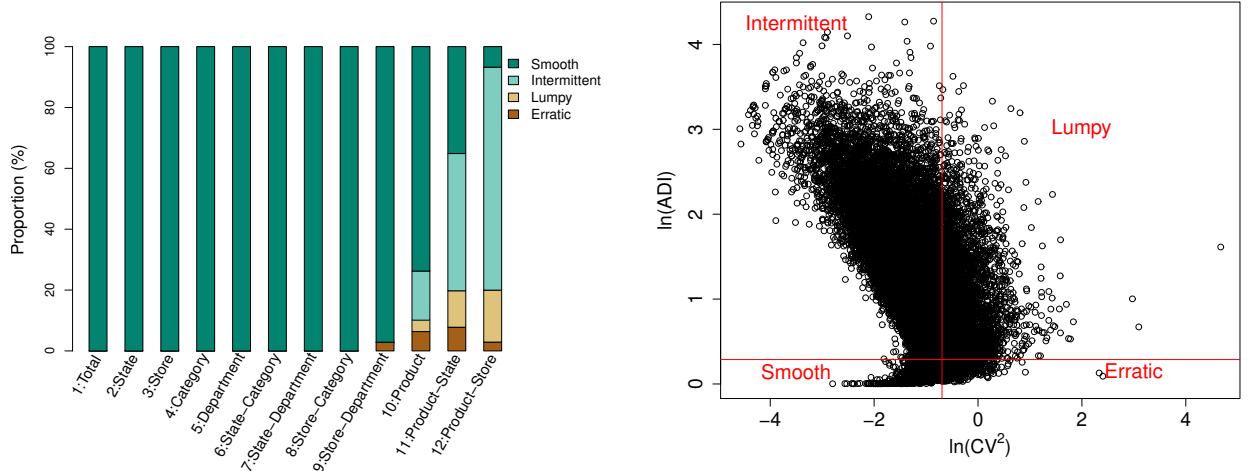 Proportion (%)
0
20
40
60
80
100
1:Total
2:State
3:Store
4:Category
5:Department
6:State−Category
7:State−Department
8:Store−Category
9:Store−Department
10:Product
11:Product−State
12:Product−Store
Smooth
Intermittent
Lumpy
Erratic
ln(ADI)
0
1
2
3
4
Intermittent
Lumpy
Smooth
Erratic
−4
−2
0
2
4
ln(CV²)